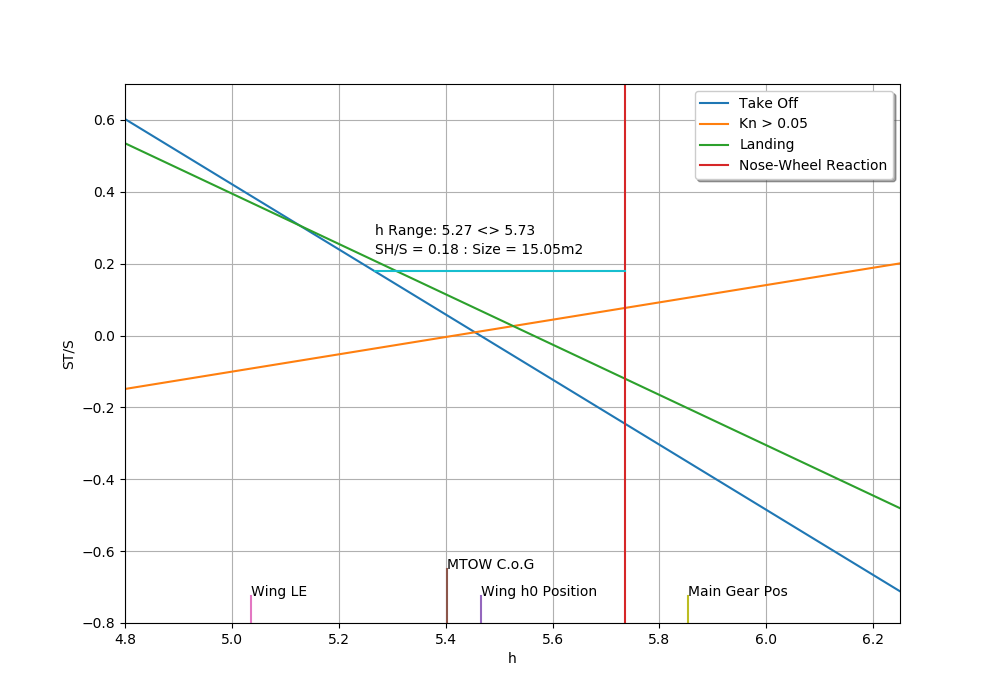 Take Off
Kn > 0.05
Landing
Nose-Wheel Reaction
h Range: 5.27 <> 5.73
SH/S = 0.18 : Size = 15.05m2
0.6
0.4
0.2
0.0
−0.2
−0.4
−0.6
−0.8
ST/S
MTOW C.o.G
Wing LE
Wing h0 Position
Main Gear Pos
4.8 5.0 5.2 5.4 5.6 5.8 6.0 6.2
h